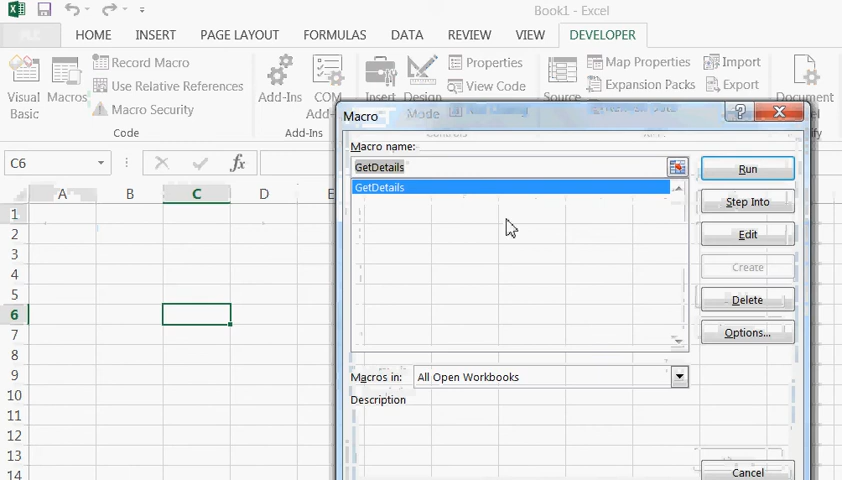 Book1 - Excel
HOME INSERT PAGE LAYOUT FORMULAS DATA REVIEW VIEW DEVELOPER
Visual Basic
Macros
Record Macro
Use Relative References
Macro Security
Code
Add-Ins
COM
Add-Ins
Insert
Design Mode
Properties
View Code
Source
Map Properties
Expansion Packs
Import
Export
Document
C6
fx
A B C D E
1
2
3
4
5
6
7
8
9
10
11
12
13
14
Macro
Macro name:
GetDetails
GetDetails
Run
Step Into
Edit
Create
Delete
Options...
Macros in: All Open Workbooks
Description
Cancel